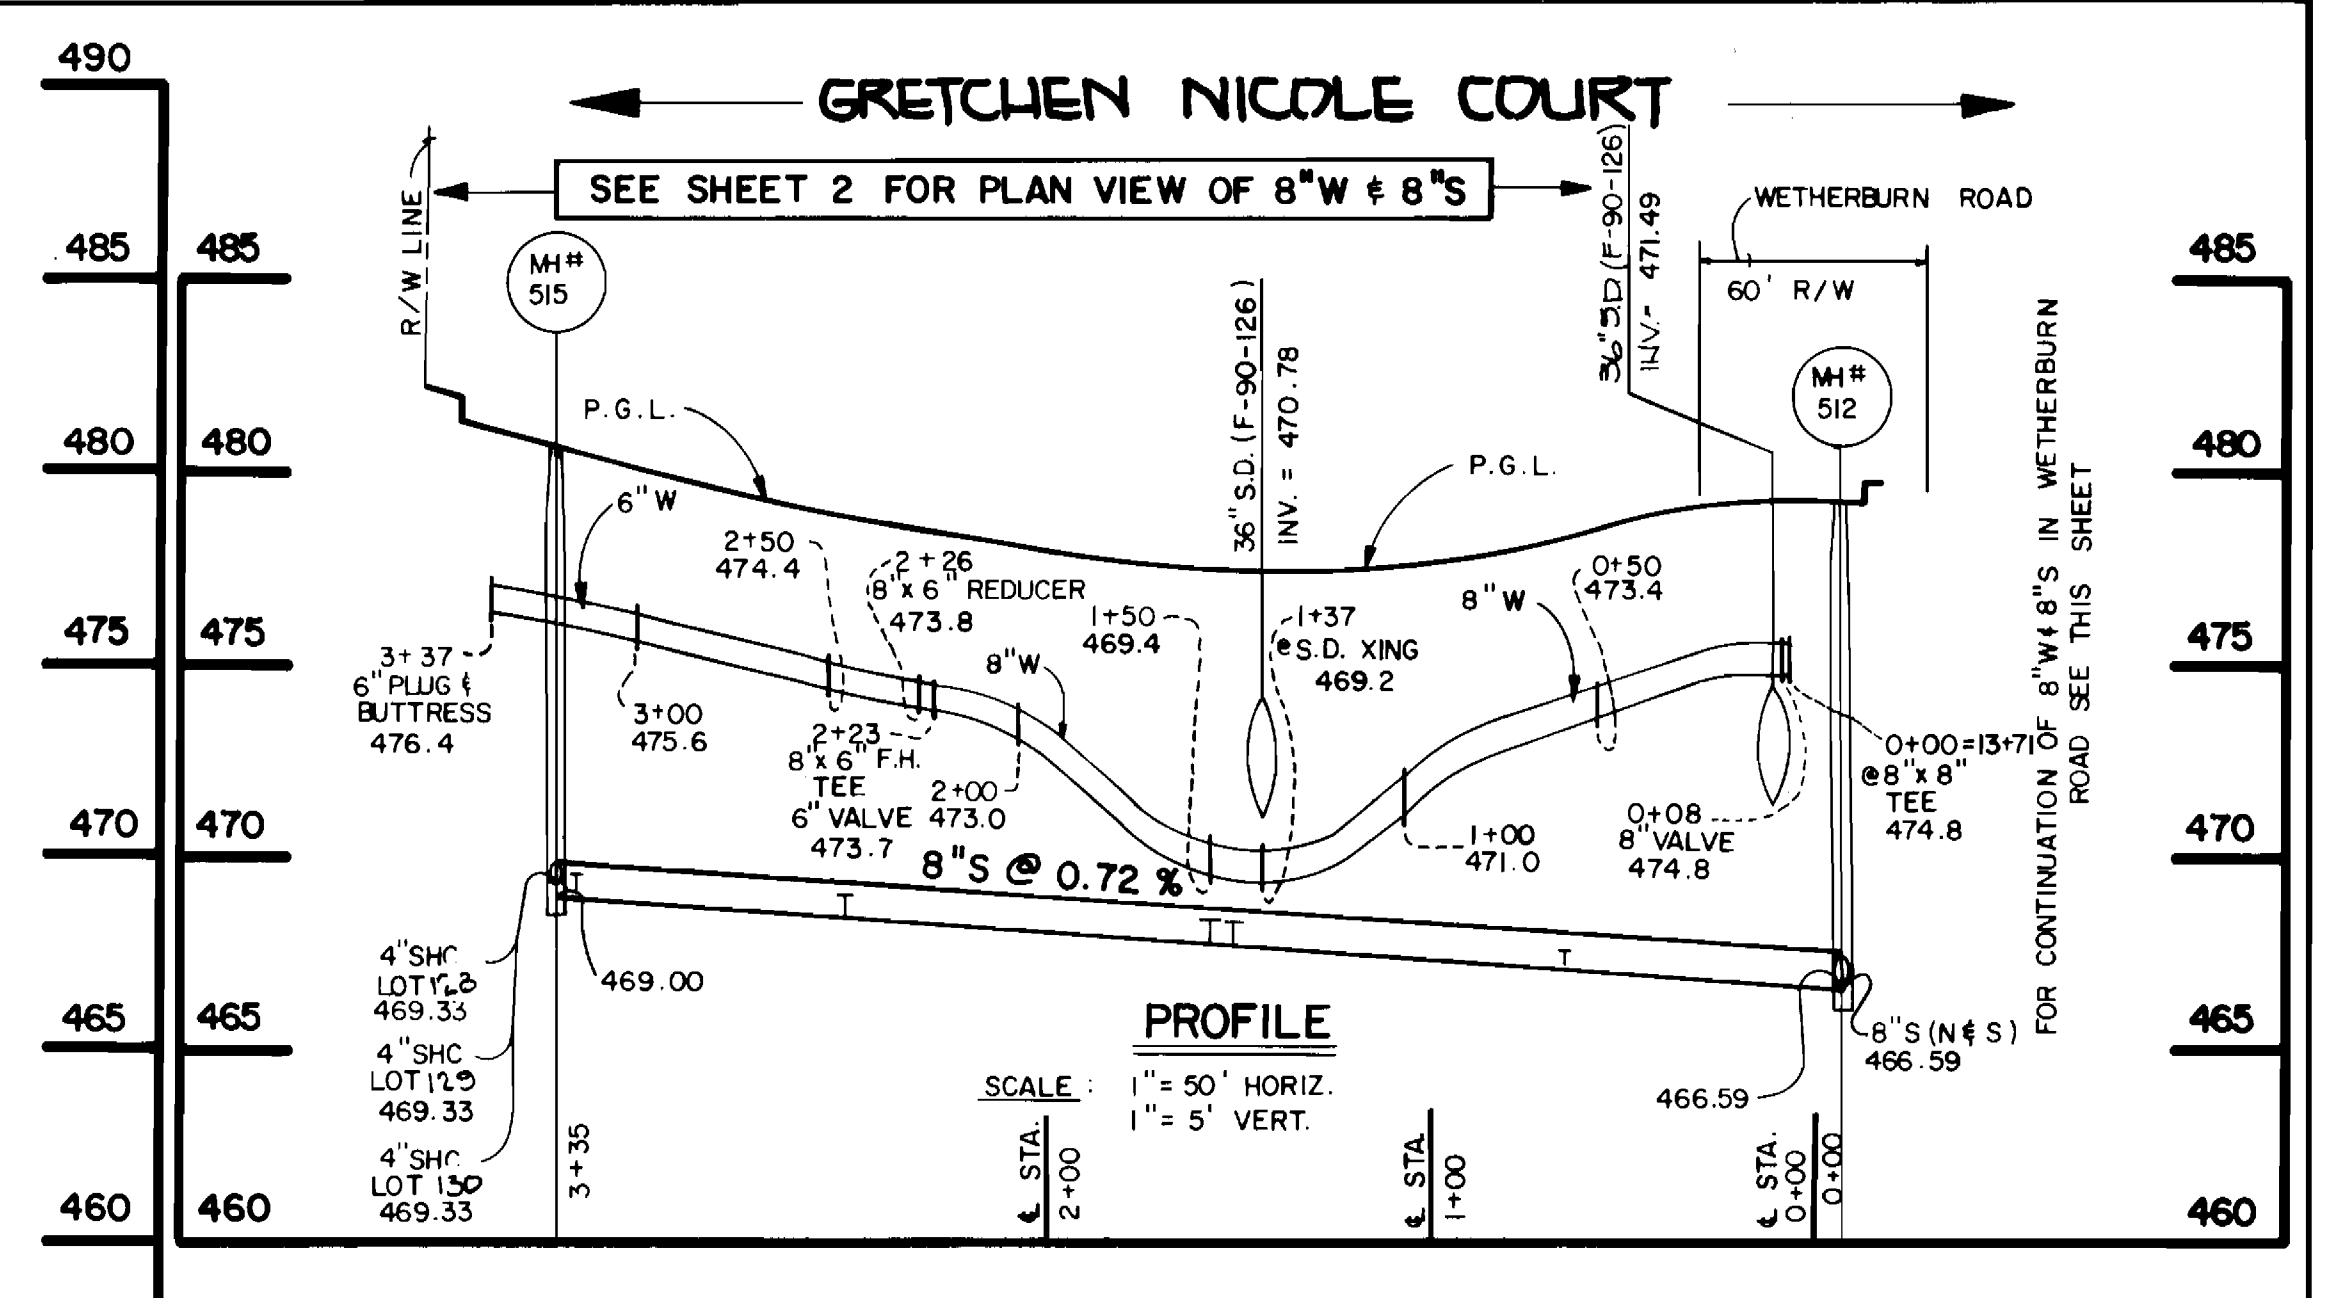 490
GRETCHEN NICOLE COURT
SEE SHEET 2 FOR PLAN VIEW OF 8"W & 8"S
R/W LINE
36" S.D (F-90-126)
INV.= 471.49
WETHERBURN ROAD
60' R/W
485
485
485
MH#
515
MH#
512
P.G.L.
36" S.D. (F-90-126)
INV. = 470.78
P.G.L.
480
480
480
6"W
2+50
474.4
2+26
8"x 6" REDUCER
473.8
1+50
469.4
1+37
@S.D. XING
469.2
8"W
0+50
473.4
8"W
475
475
475
3+37
6"PLUG &
BUTTRESS
476.4
3+00
475.6
2+23
8"x 6" F.H.
TEE
6" VALVE
473.7
2+00
473.0
1+00
471.0
0+08
8"VALVE
474.8
0+00=13+71
@8"x 8"
TEE
474.8
470
470
470
8"S @ 0.72 %
4"SHC
LOT 128
469.33
469.00
4"SHC
LOT 129
469.33
4"SHC
LOT 130
469.33
465
465
465
8"S (N & S)
466.59
466.59
PROFILE
SCALE : 1"= 50' HORIZ.
1"= 5' VERT.
3+35
℄ STA.
2+00
℄ STA
1+00
℄ STA.
0+00
0+00
460
460
460
FOR CONTINUATION OF 8"W & 8"S IN WETHERBURN
ROAD SEE THIS SHEET